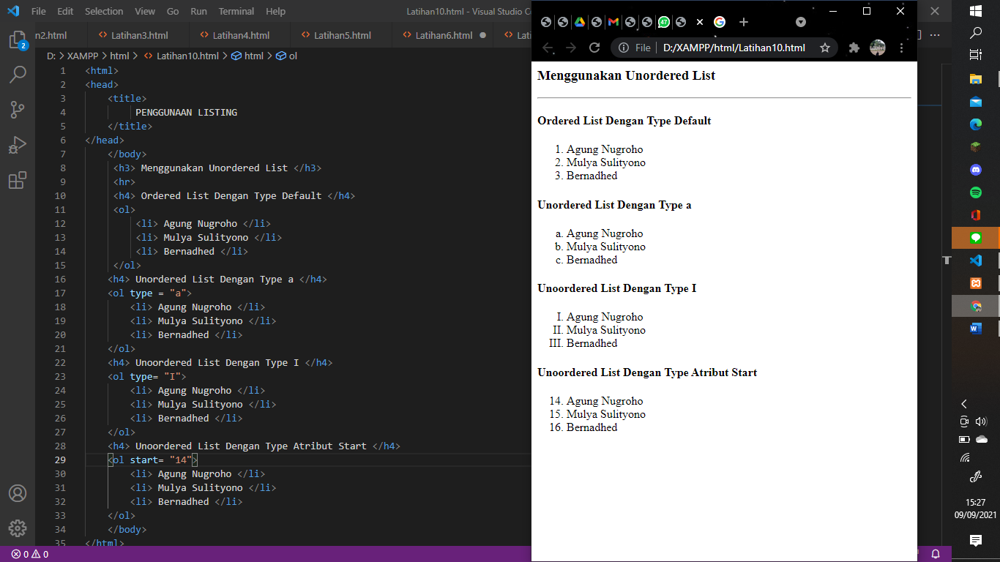 File Edit Selection View Go Run Terminal Help Latihan10.html - Visual Studio C
n2.html Latihan3.html Latihan4.html Latihan5.html Latihan6.html Lati
D: > XAMPP > html > Latihan10.html > html > ol
1 <html>
2 <head>
3 <title>
4 PENGGUNAAN LISTING
5 </title>
6 </head>
7 </body>
8 <h3> Menggunakan Unordered List </h3>
9 <hr>
10 <h4> Ordered List Dengan Type Default </h4>
11 <ol>
12 <li> Agung Nugroho </li>
13 <li> Mulya Sulityono </li>
14 <li> Bernadhed </li>
15 </ol>
16 <h4> Unordered List Dengan Type a </h4>
17 <ol type = "a">
18 <li> Agung Nugroho </li>
19 <li> Mulya Sulityono </li>
20 <li> Bernadhed </li>
21 </ol>
22 <h4> Unoordered List Dengan Type I </h4>
23 <ol type= "I">
24 <li> Agung Nugroho </li>
25 <li> Mulya Sulityono </li>
26 <li> Bernadhed </li>
27 </ol>
28 <h4> Unoordered List Dengan Type Atribut Start </h4>
29 <ol start= "14">
30 <li> Agung Nugroho </li>
31 <li> Mulya Sulityono </li>
32 <li> Bernadhed </li>
33 </ol>
34 </body>
35 </html>
2
0 0
47
File D:/XAMPP/html/Latihan10.html
Menggunakan Unordered List
Ordered List Dengan Type Default
1. Agung Nugroho
2. Mulya Sulityono
3. Bernadhed
Unordered List Dengan Type a
a. Agung Nugroho
b. Mulya Sulityono
c. Bernadhed
Unoordered List Dengan Type I
I. Agung Nugroho
II. Mulya Sulityono
III. Bernadhed
Unoordered List Dengan Type Atribut Start
14. Agung Nugroho
15. Mulya Sulityono
16. Bernadhed
15:27
09/09/2021